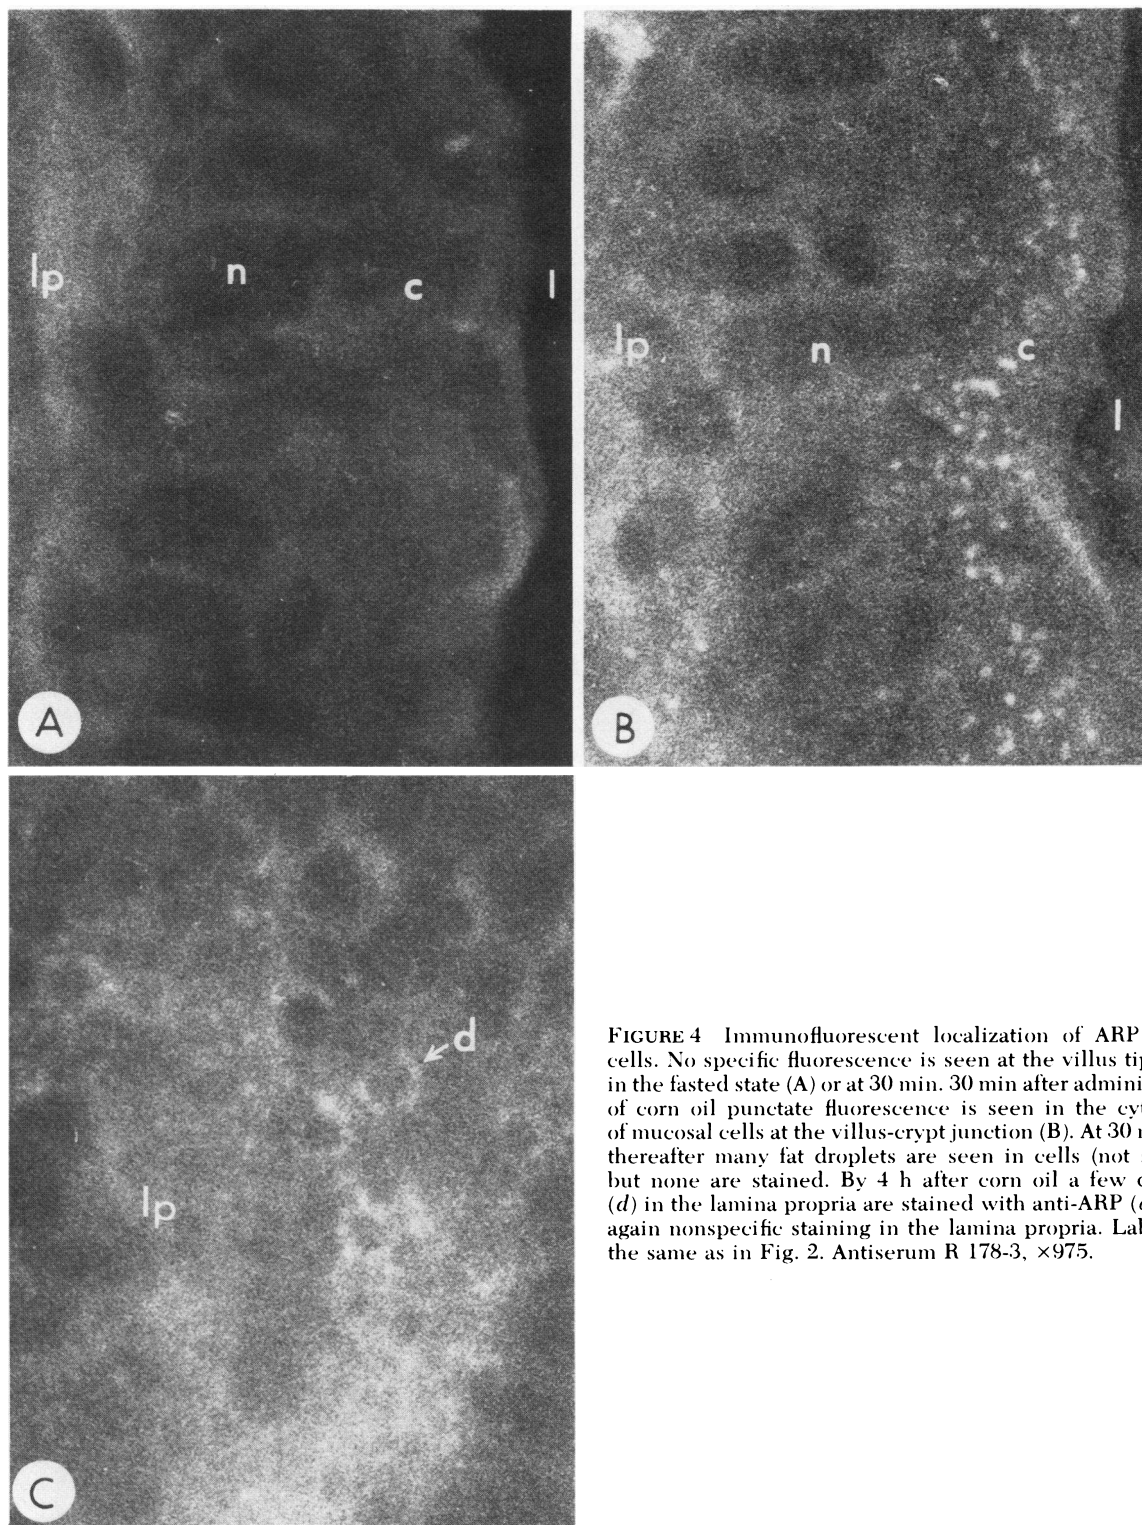 lp
n
c
l
A
lp
n
c
l
B
d
lp
C
FIGURE 4 Immunofluorescent localization of ARP
cells. No specific fluorescence is seen at the villus tip
in the fasted state (A) or at 30 min. 30 min after admini
of corn oil punctate fluorescence is seen in the cyt
of mucosal cells at the villus-crypt junction (B). At 30
thereafter many fat droplets are seen in cells (not
but none are stained. By 4 h after corn oil a few
(d) in the lamina propria are stained with anti-ARP
again nonspecific staining in the lamina propria. Lab
the same as in Fig. 2. Antiserum R 178-3, ×975.